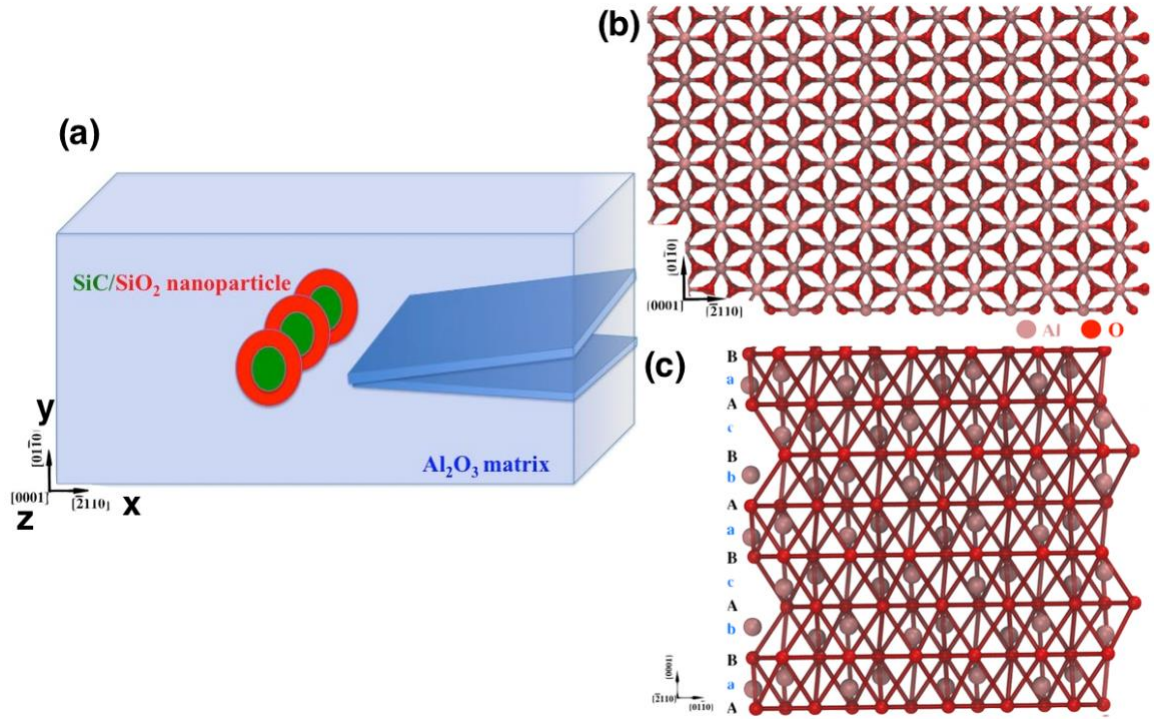 (a)
SiC/SiO₂ nanoparticle
Al₂O₃ matrix
y
[011̅0]
[0001]
[2̅110]
z
x
(b)
[011̅0]
[0001]
[2̅110]
Al O
(c)
B
a
A
c
B
b
A
a
B
c
A
b
B
a
A
[0001]
[2̅110]
[011̅0]